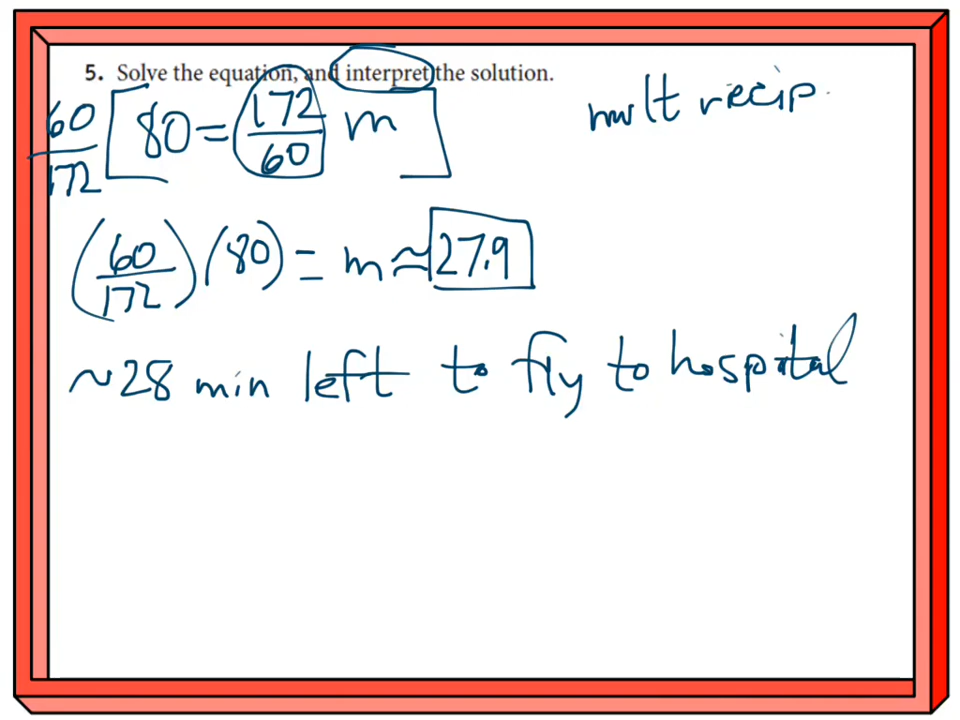 5. Solve the equation, and interpret the solution.
mult recip.
60/172 [ 80 = 172/60 m ]
(60/172)(80) = m ≈ 27.9
~28 min left to fly to hospital